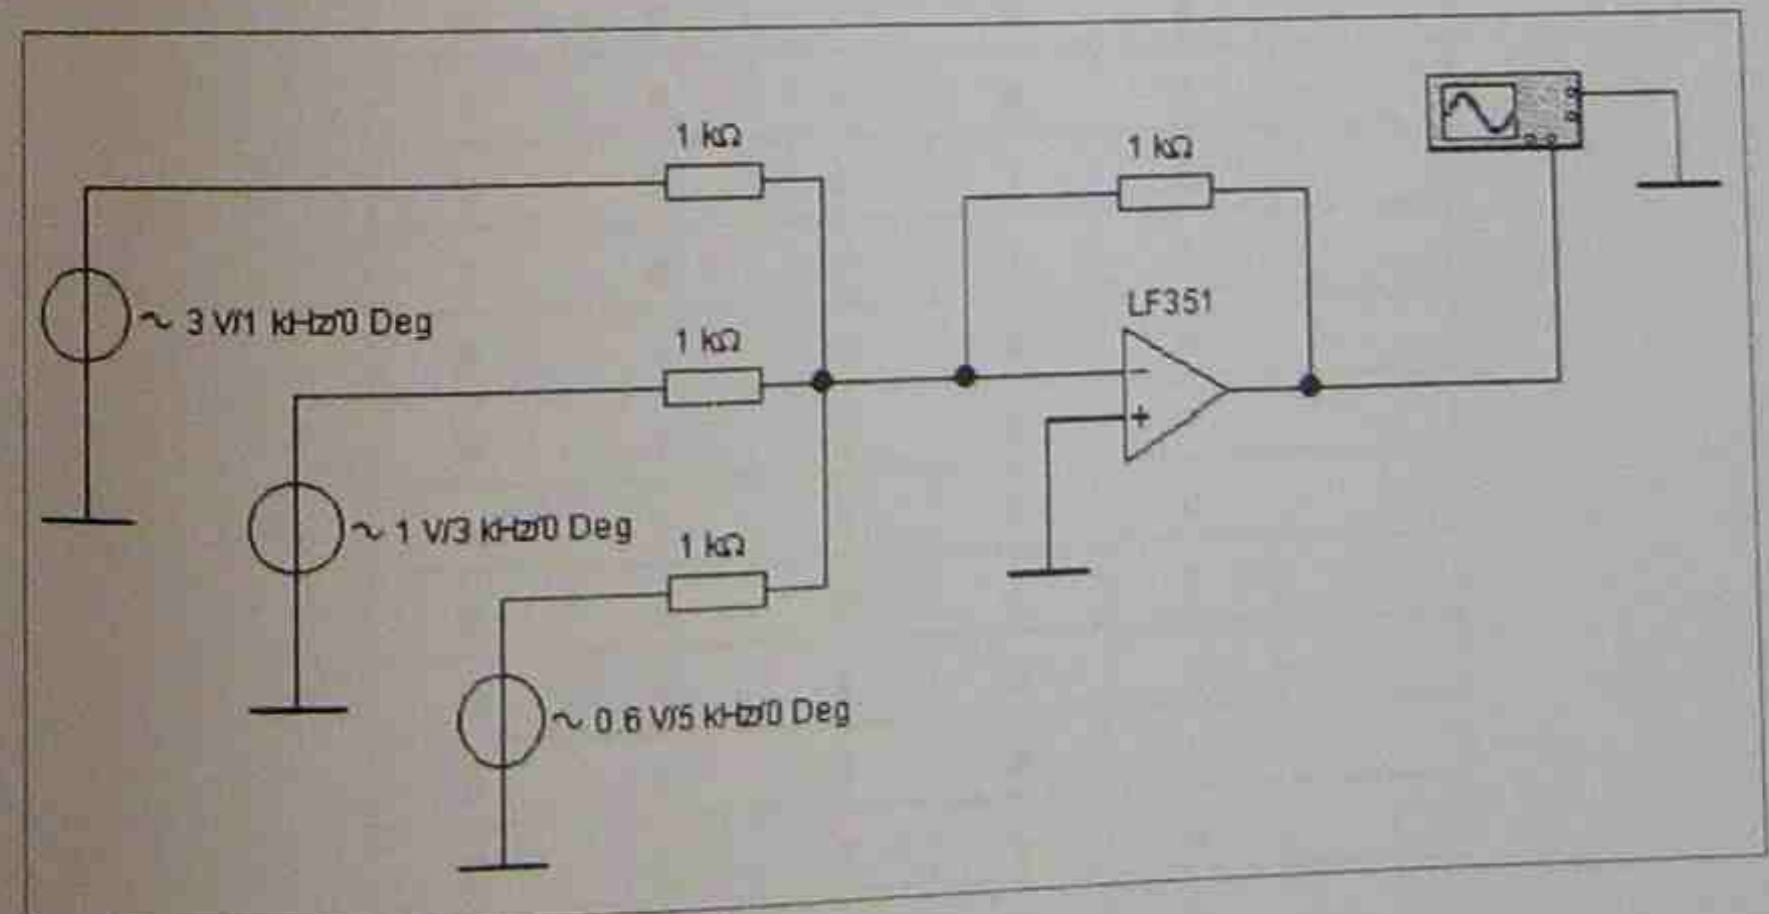 1 kΩ
1 kΩ
LF351
~ 3 V/1 kHz/0 Deg
1 kΩ
-
+
~ 1 V/3 kHz/0 Deg
1 kΩ
~ 0.6 V/5 kHz/0 Deg